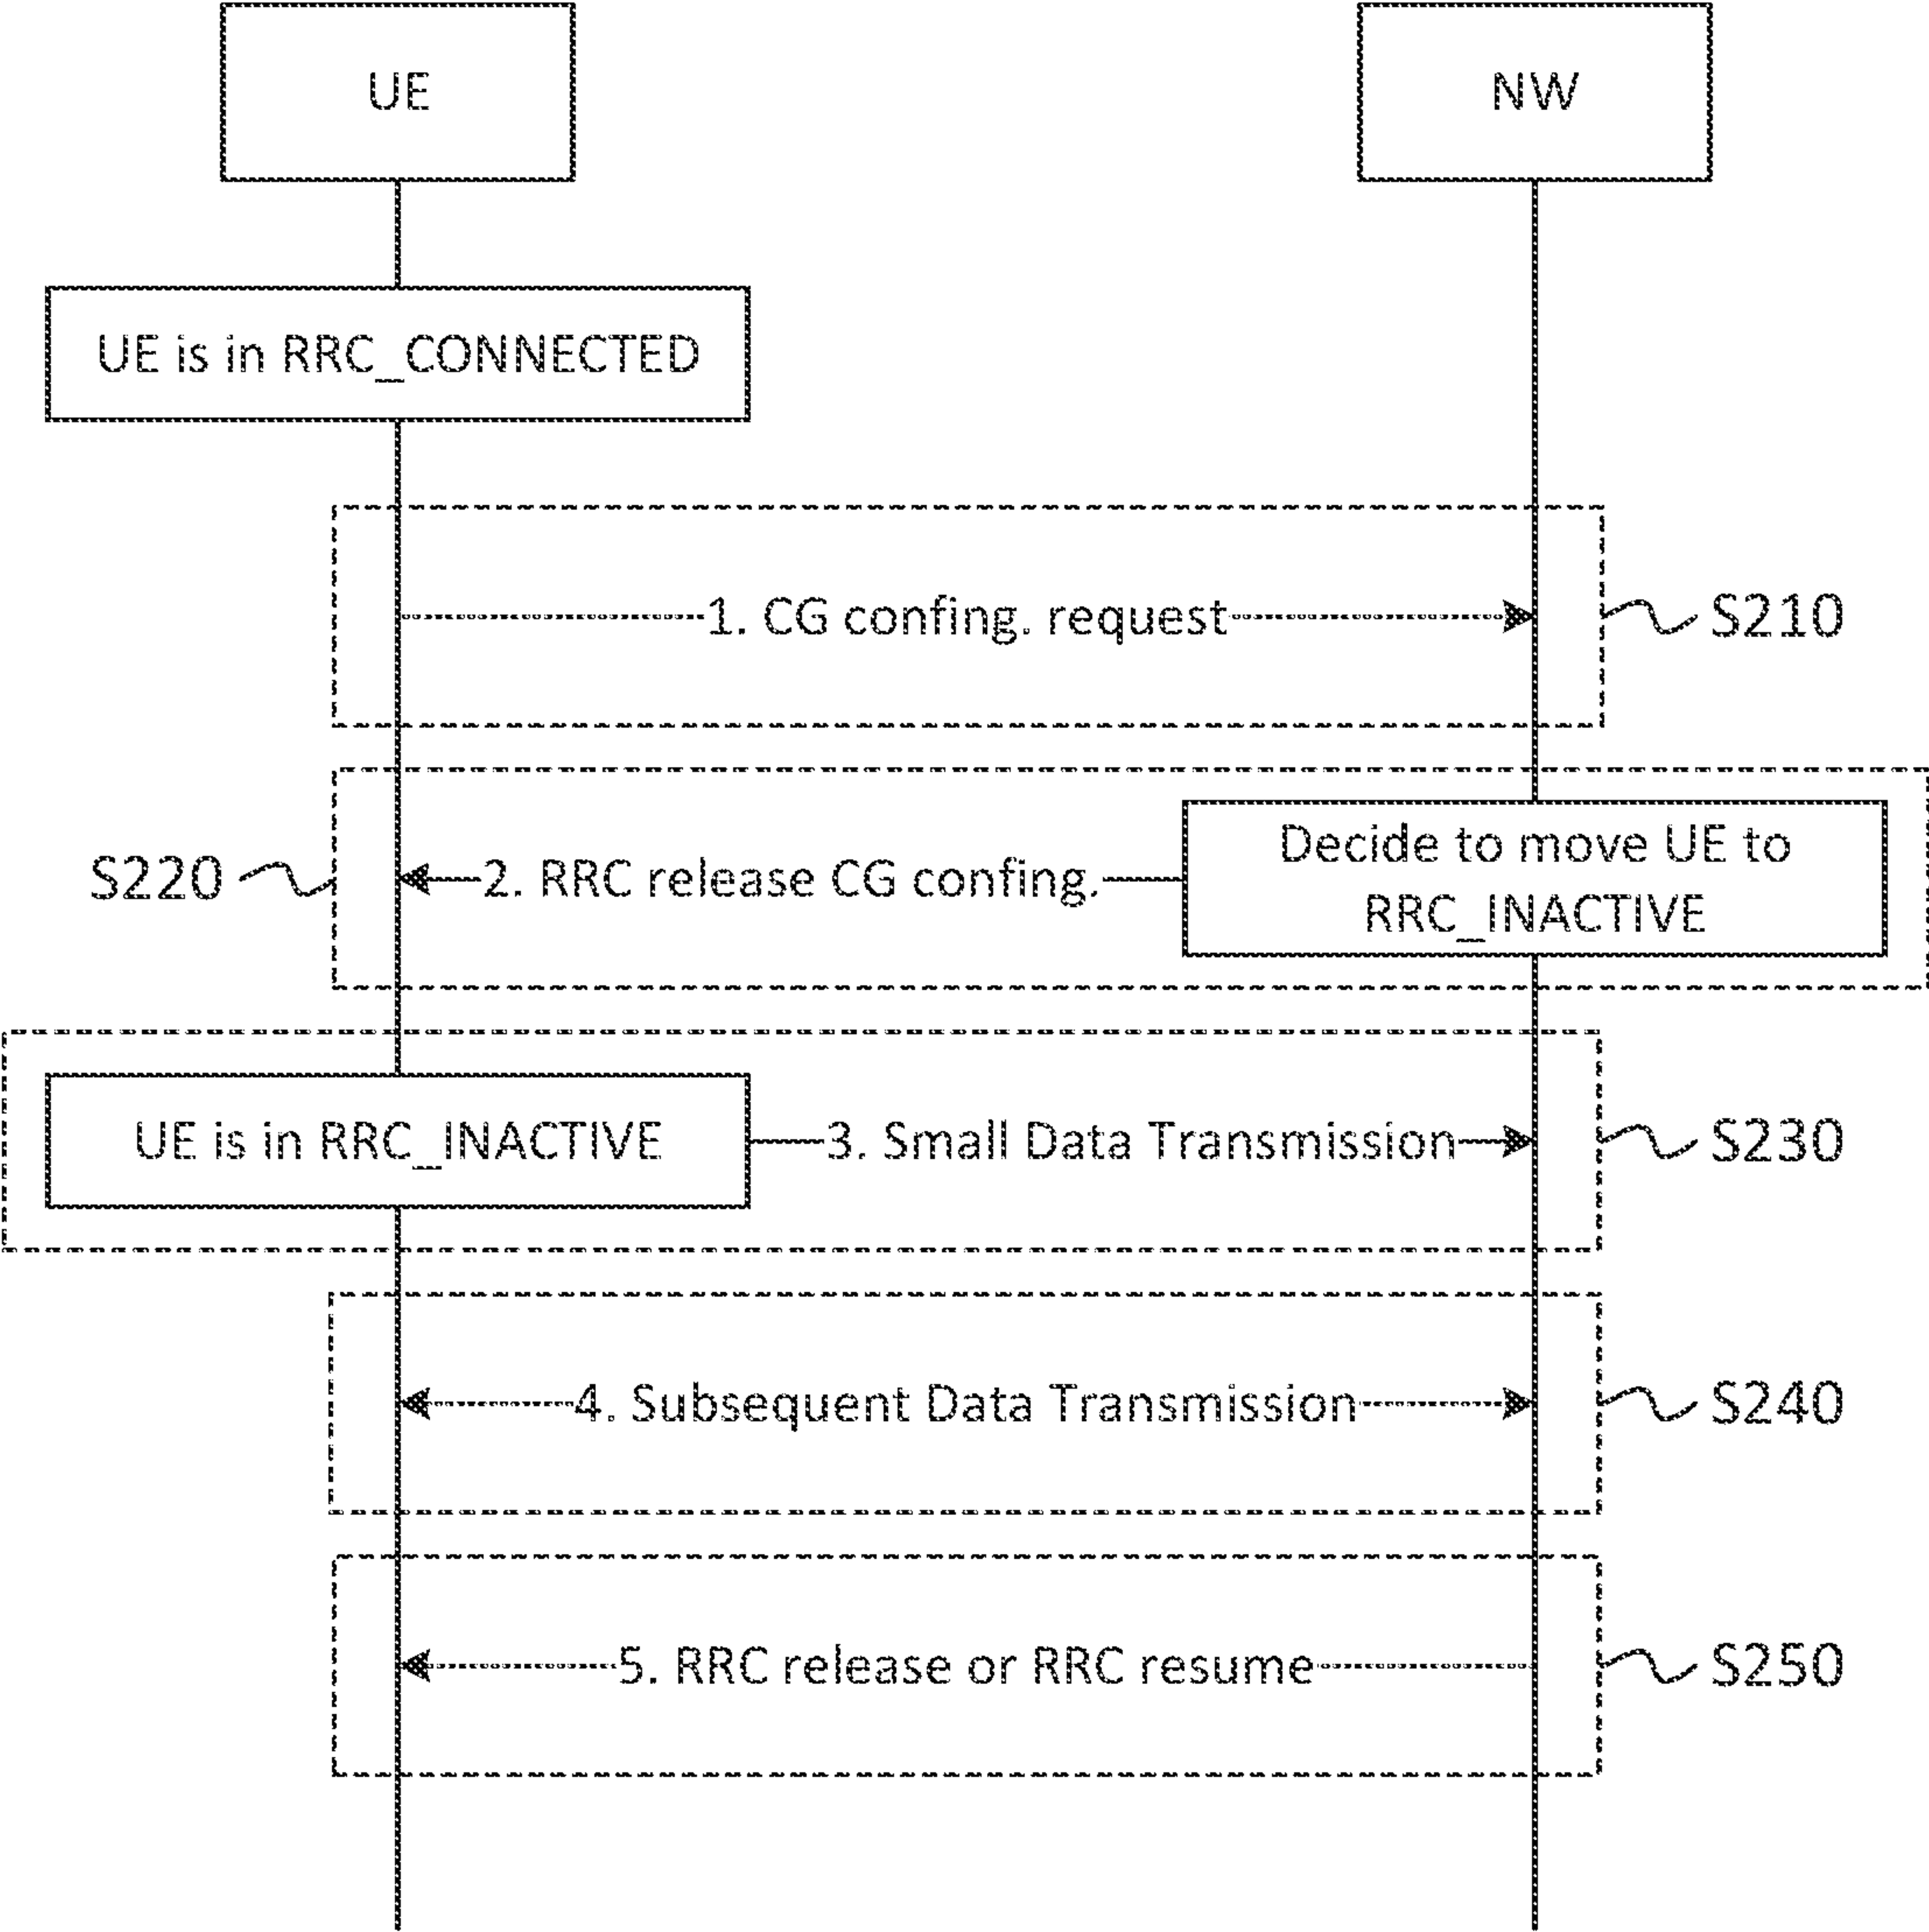 UE
NW
UE is in RRC_CONNECTED
1. CG confing. request
S210
Decide to move UE to
RRC_INACTIVE
S220
2. RRC release CG confing.
UE is in RRC_INACTIVE
3. Small Data Transmission
S230
4. Subsequent Data Transmission
S240
5. RRC release or RRC resume
S250